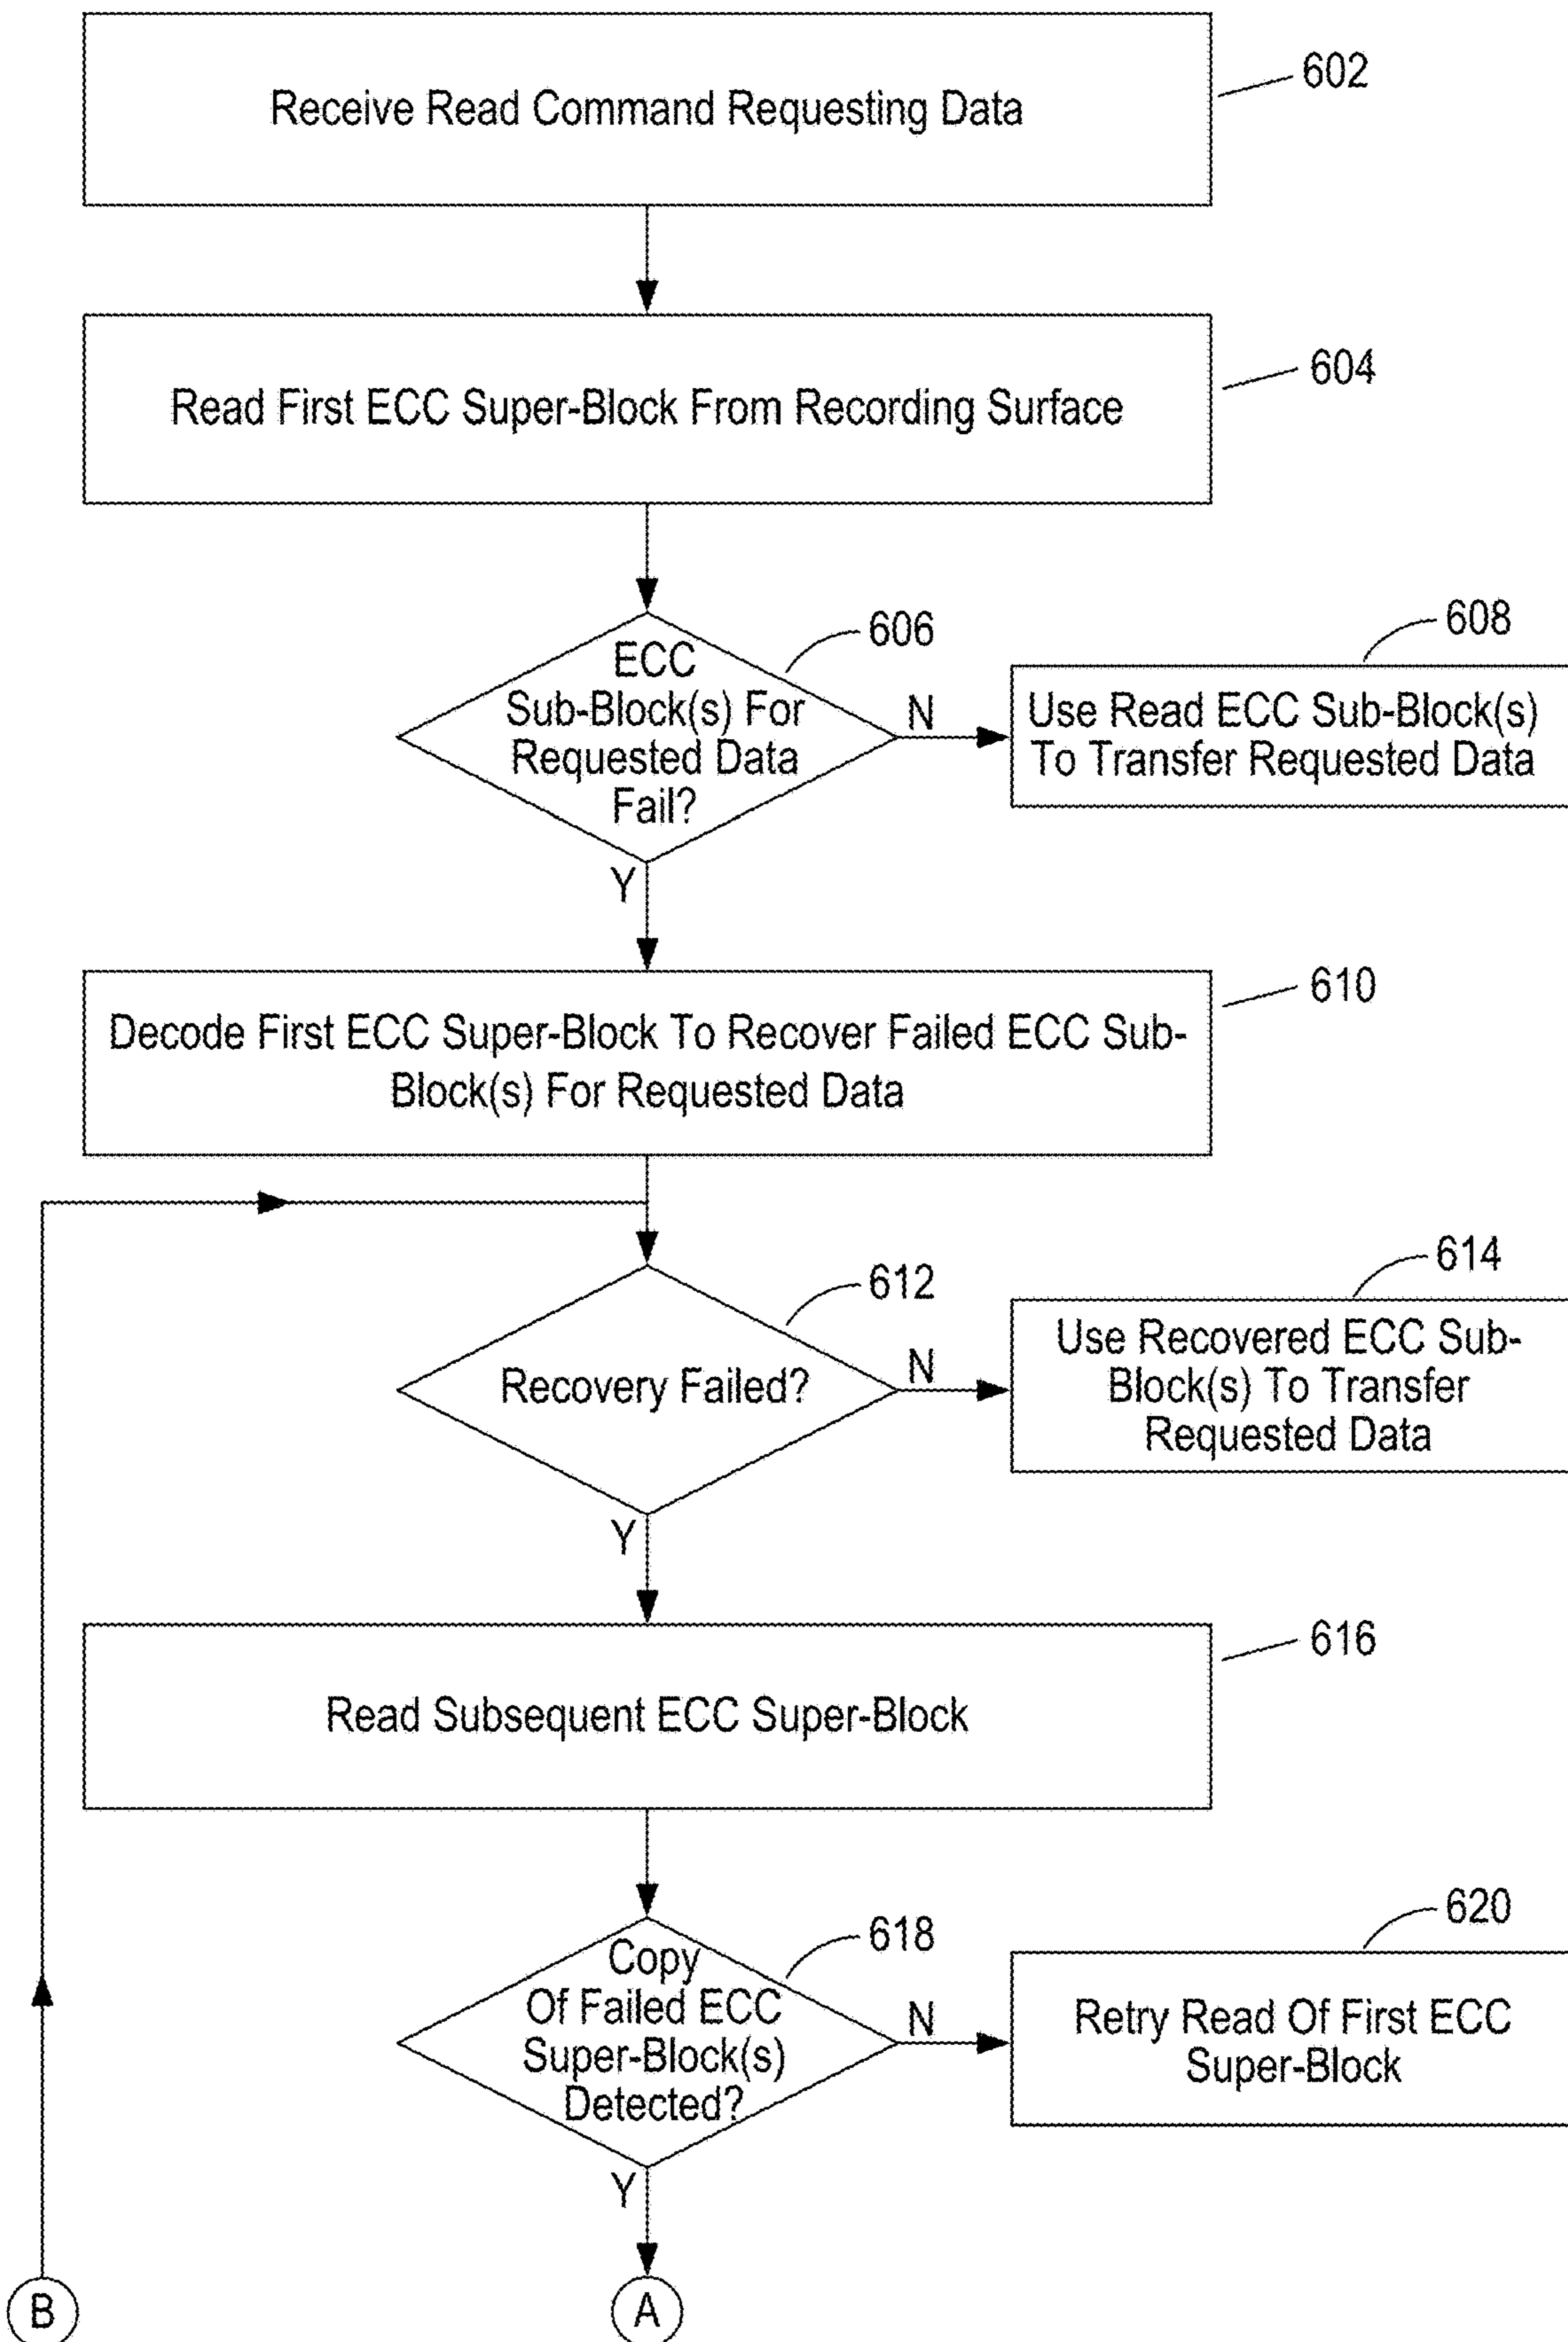 Receive Read Command Requesting Data
602
Read First ECC Super-Block From Recording Surface
604
ECC
Sub-Block(s) For
Requested Data
Fail?
606
N
608
Use Read ECC Sub-Block(s)
To Transfer Requested Data
Y
Decode First ECC Super-Block To Recover Failed ECC Sub-
Block(s) For Requested Data
610
Recovery Failed?
612
N
614
Use Recovered ECC Sub-
Block(s) To Transfer
Requested Data
Y
Read Subsequent ECC Super-Block
616
Copy
Of Failed ECC
Super-Block(s)
Detected?
618
N
620
Retry Read Of First ECC
Super-Block
Y
B
A